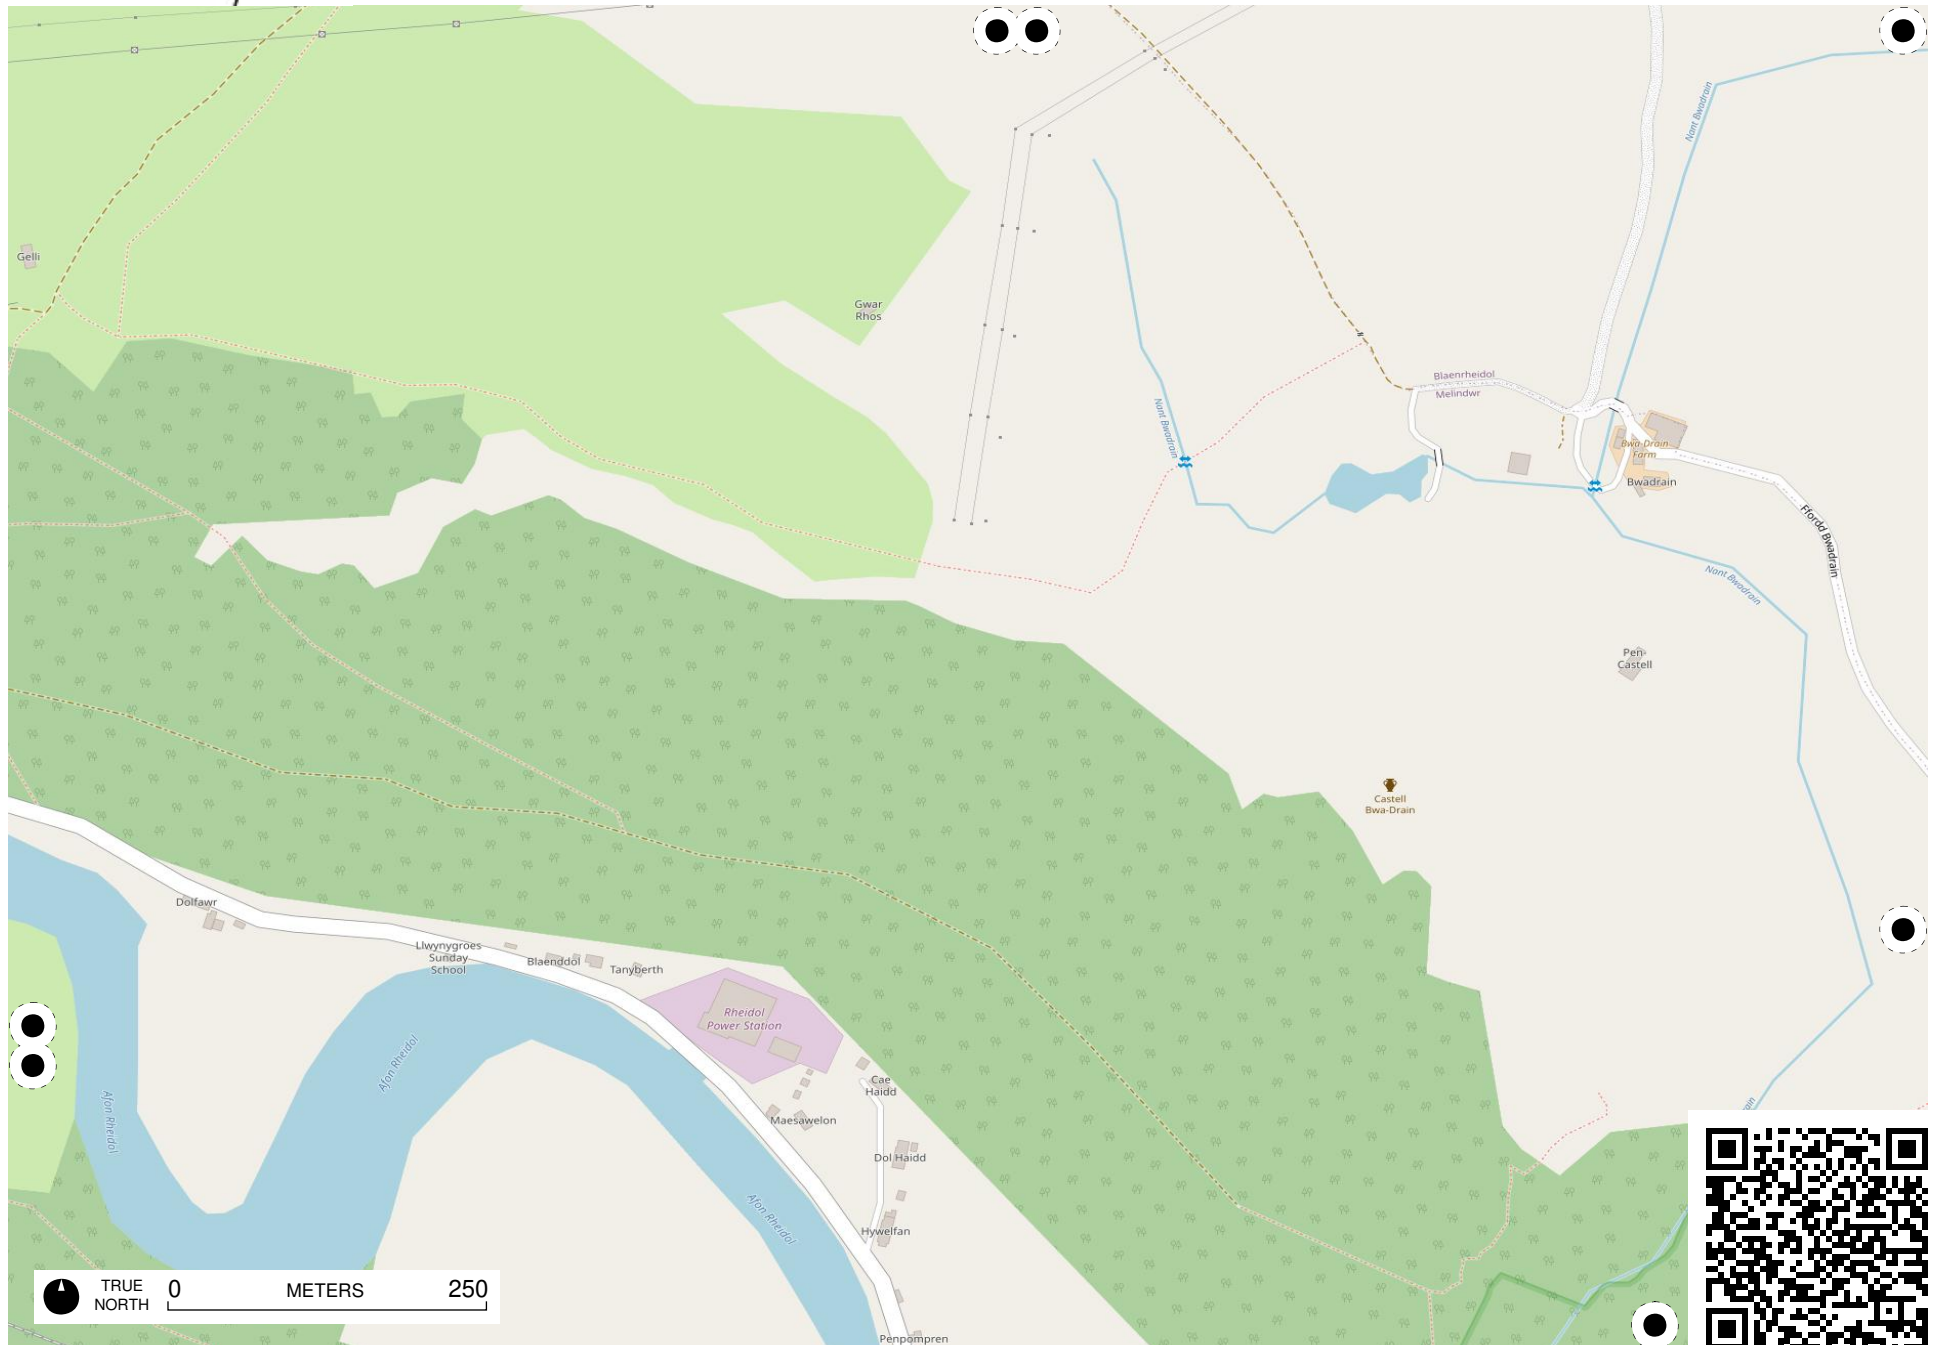 Nant Bwadrain
Gelli
Gwar
Rhos
Blaenrheidol
Melindwr
Nant Bwadrain
Bwa-Drain
Farm
Bwadrain
Ffordd Bwadrain
Nant Bwadrain
Pen-
Castell
Castell
Bwa-Drain
Dolfawr
Llwynygroes
Sunday
School
Blaenddol
Tanyberth
Rheidol
Power Station
Afon Rheidol
Cae
Haidd
Afon Rheidol
Maesawelon
ain
Dol Haidd
Afon Rheidol
Hywelfan
TRUE
NORTH
0 METERS 250
Penpompren